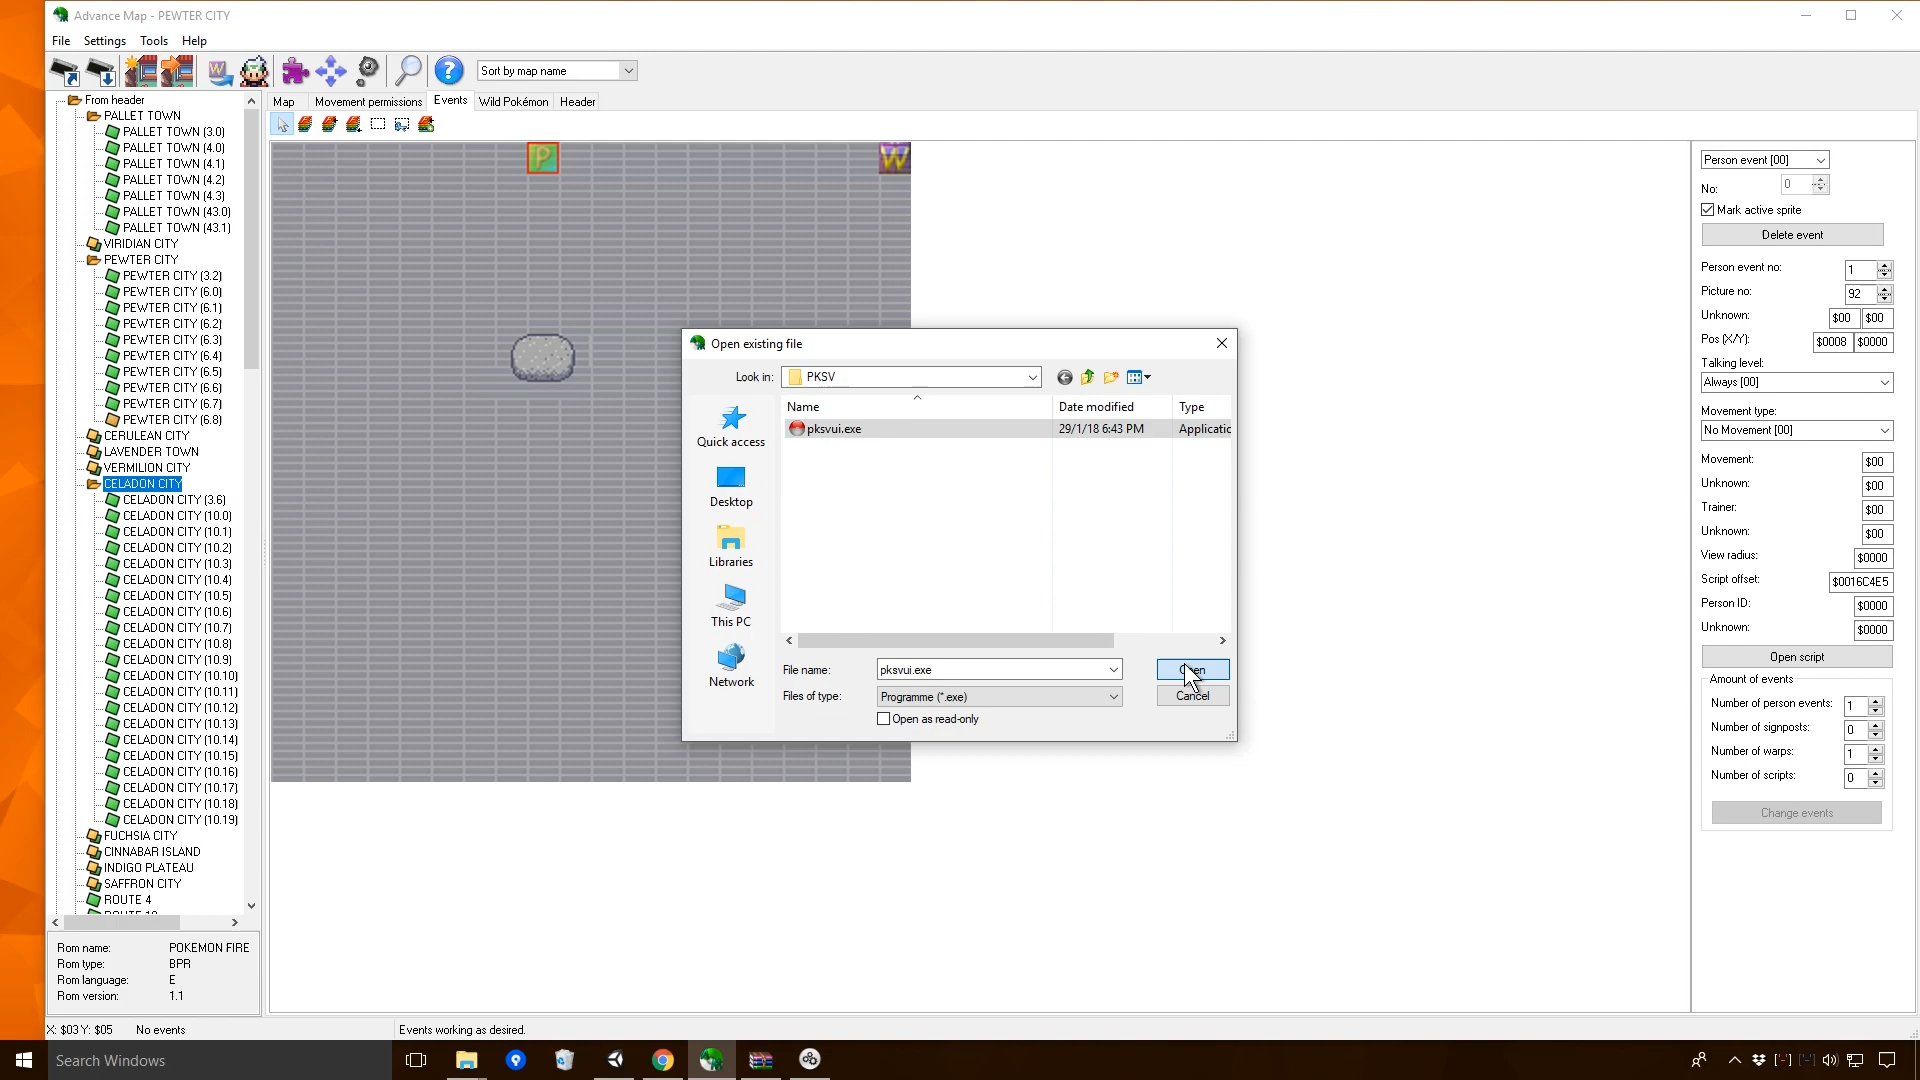 Advance Map - PEWTER CITY
File Settings Tools Help
Sort by map name
From header
PALLET TOWN
PALLET TOWN (3.0)
PALLET TOWN (4.0)
PALLET TOWN (4.1)
PALLET TOWN (4.2)
PALLET TOWN (4.3)
PALLET TOWN (43.0)
PALLET TOWN (43.1)
VIRIDIAN CITY
PEWTER CITY
PEWTER CITY (3.2)
PEWTER CITY (6.0)
PEWTER CITY (6.1)
PEWTER CITY (6.2)
PEWTER CITY (6.3)
PEWTER CITY (6.4)
PEWTER CITY (6.5)
PEWTER CITY (6.6)
PEWTER CITY (6.7)
PEWTER CITY (6.8)
CERULEAN CITY
LAVENDER TOWN
VERMILION CITY
CELADON CITY
CELADON CITY (3.6)
CELADON CITY (10.0)
CELADON CITY (10.1)
CELADON CITY (10.2)
CELADON CITY (10.3)
CELADON CITY (10.4)
CELADON CITY (10.5)
CELADON CITY (10.6)
CELADON CITY (10.7)
CELADON CITY (10.8)
CELADON CITY (10.9)
CELADON CITY (10.10)
CELADON CITY (10.11)
CELADON CITY (10.12)
CELADON CITY (10.13)
CELADON CITY (10.14)
CELADON CITY (10.15)
CELADON CITY (10.16)
CELADON CITY (10.17)
CELADON CITY (10.18)
CELADON CITY (10.19)
FUCHSIA CITY
CINNABAR ISLAND
INDIGO PLATEAU
SAFFRON CITY
ROUTE 4
Rom name: POKEMON FIRE
Rom type: BPR
Rom language: E
Rom version: 1.1
Map Movement permissions Events Wild Pokémon Header
P W
Open existing file
Look in: PKSV
Quick access
Desktop
Libraries
This PC
Network
Name Date modified Type
pksvui.exe 29/1/18 6:43 PM Applicatio
File name: pksvui.exe
Files of type: Programme (*.exe)
Cancel
Open as read-only
Person event [00]
No: 0
Mark active sprite
Delete event
Person event no: 1
Picture no: 92
Unknown: $00 $00
Pos (X/Y): $0008 $0000
Talking level:
Always [00]
Movement type:
No Movement [00]
Movement: $00
Unknown: $00
Trainer: $00
Unknown: $00
View radius: $0000
Script offset: $0016C4E5
Person ID: $0000
Unknown: $0000
Open script
Amount of events
Number of person events: 1
Number of signposts: 0
Number of warps: 1
Number of scripts: 0
Change events
X: $03 Y: $05 No events Events working as desired.
Search Windows